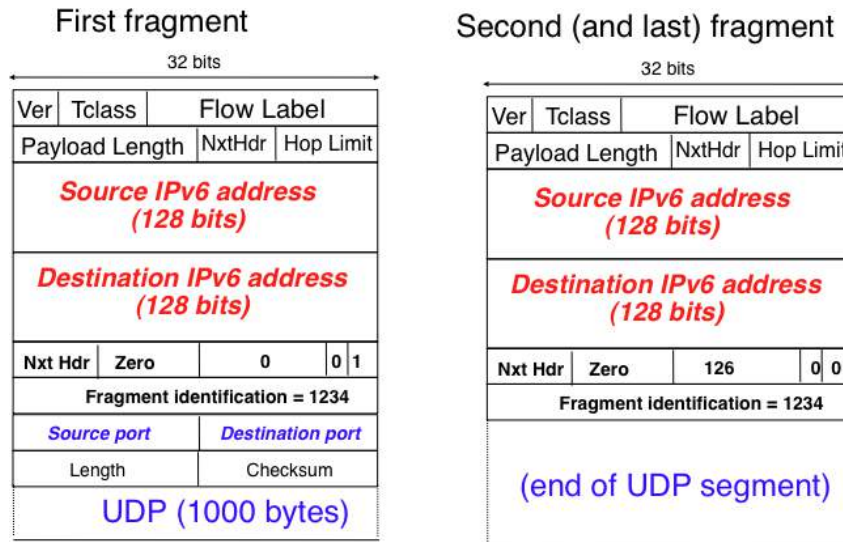 First fragment
32 bits
Ver Tclass Flow Label
Payload Length NxtHdr Hop Limit
Source IPv6 address
(128 bits)
Destination IPv6 address
(128 bits)
Nxt Hdr Zero 0 0 1
Fragment identification = 1234
Source port Destination port
Length Checksum
UDP (1000 bytes)
Second (and last) fragment
32 bits
Ver Tclass Flow Label
Payload Length NxtHdr Hop Limit
Source IPv6 address
(128 bits)
Destination IPv6 address
(128 bits)
Nxt Hdr Zero 126 0 0
Fragment identification = 1234
(end of UDP segment)